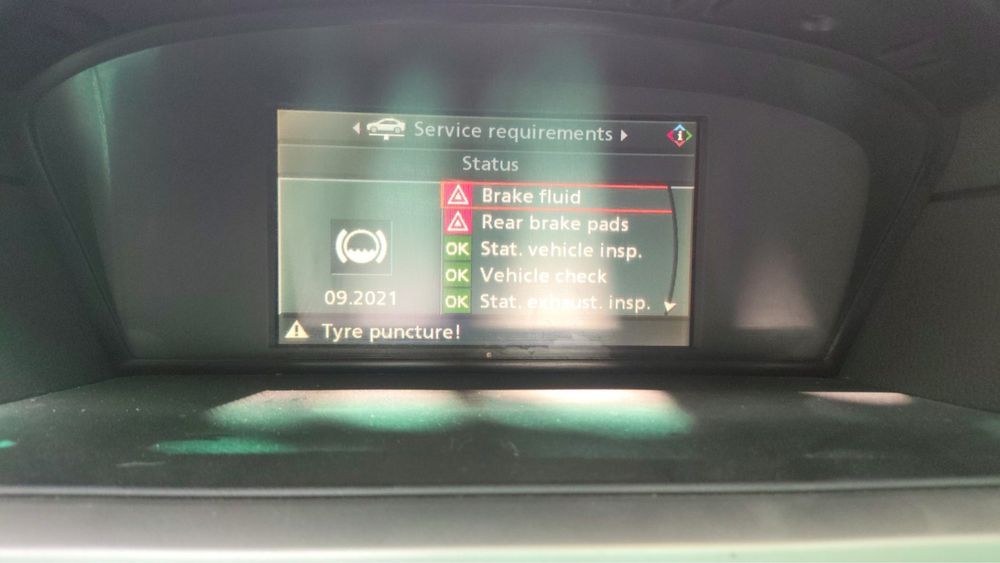 Service requirements
Status
Brake fluid
Rear brake pads
OK Stat. vehicle insp.
OK Vehicle check
OK Stat. exhaust. insp.
09.2021
Tyre puncture!